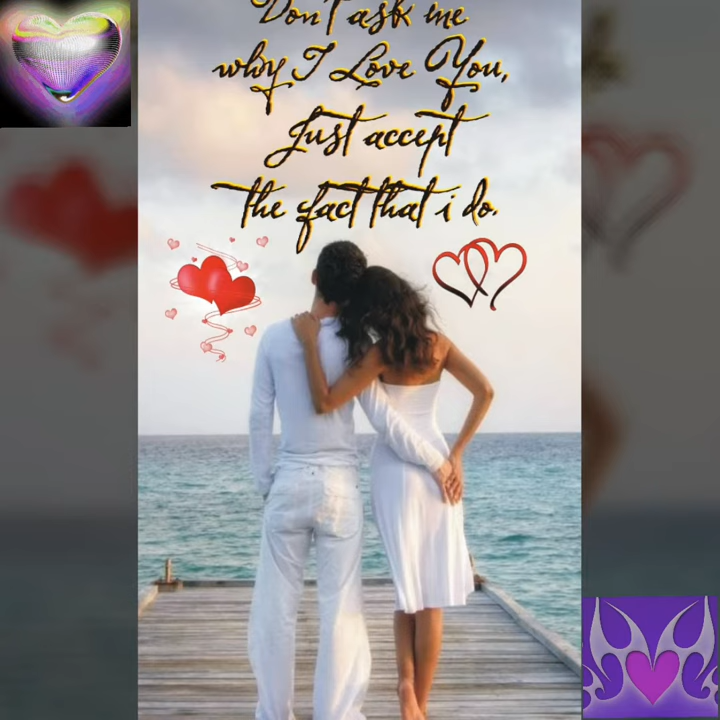 Don't ask me
why I Love You,
Just accept
the fact that i do.